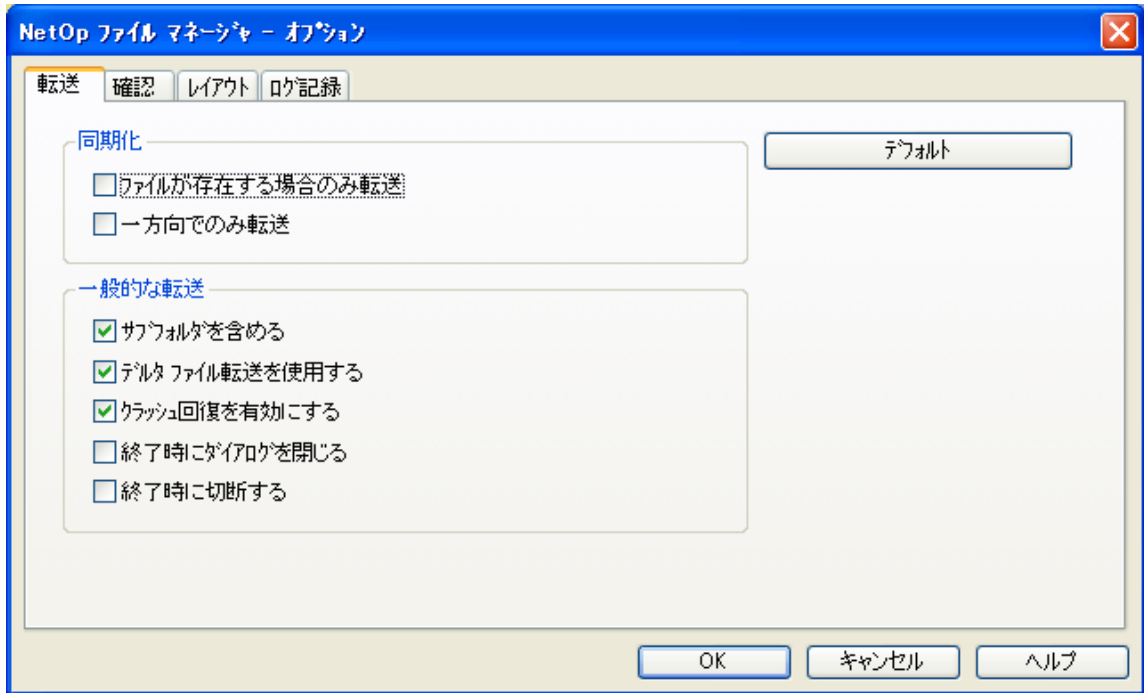 NetOp ファイル マネージャ - オプション
転送 確認 レイアウト ログ記録
同期化
デフォルト
ファイルが存在する場合のみ転送
一方向でのみ転送
一般的な転送
サブフォルダを含める
デルタ ファイル転送を使用する
クラッシュ回復を有効にする
終了時にダイアログを閉じる
終了時に切断する
OK キャンセル ヘルプ